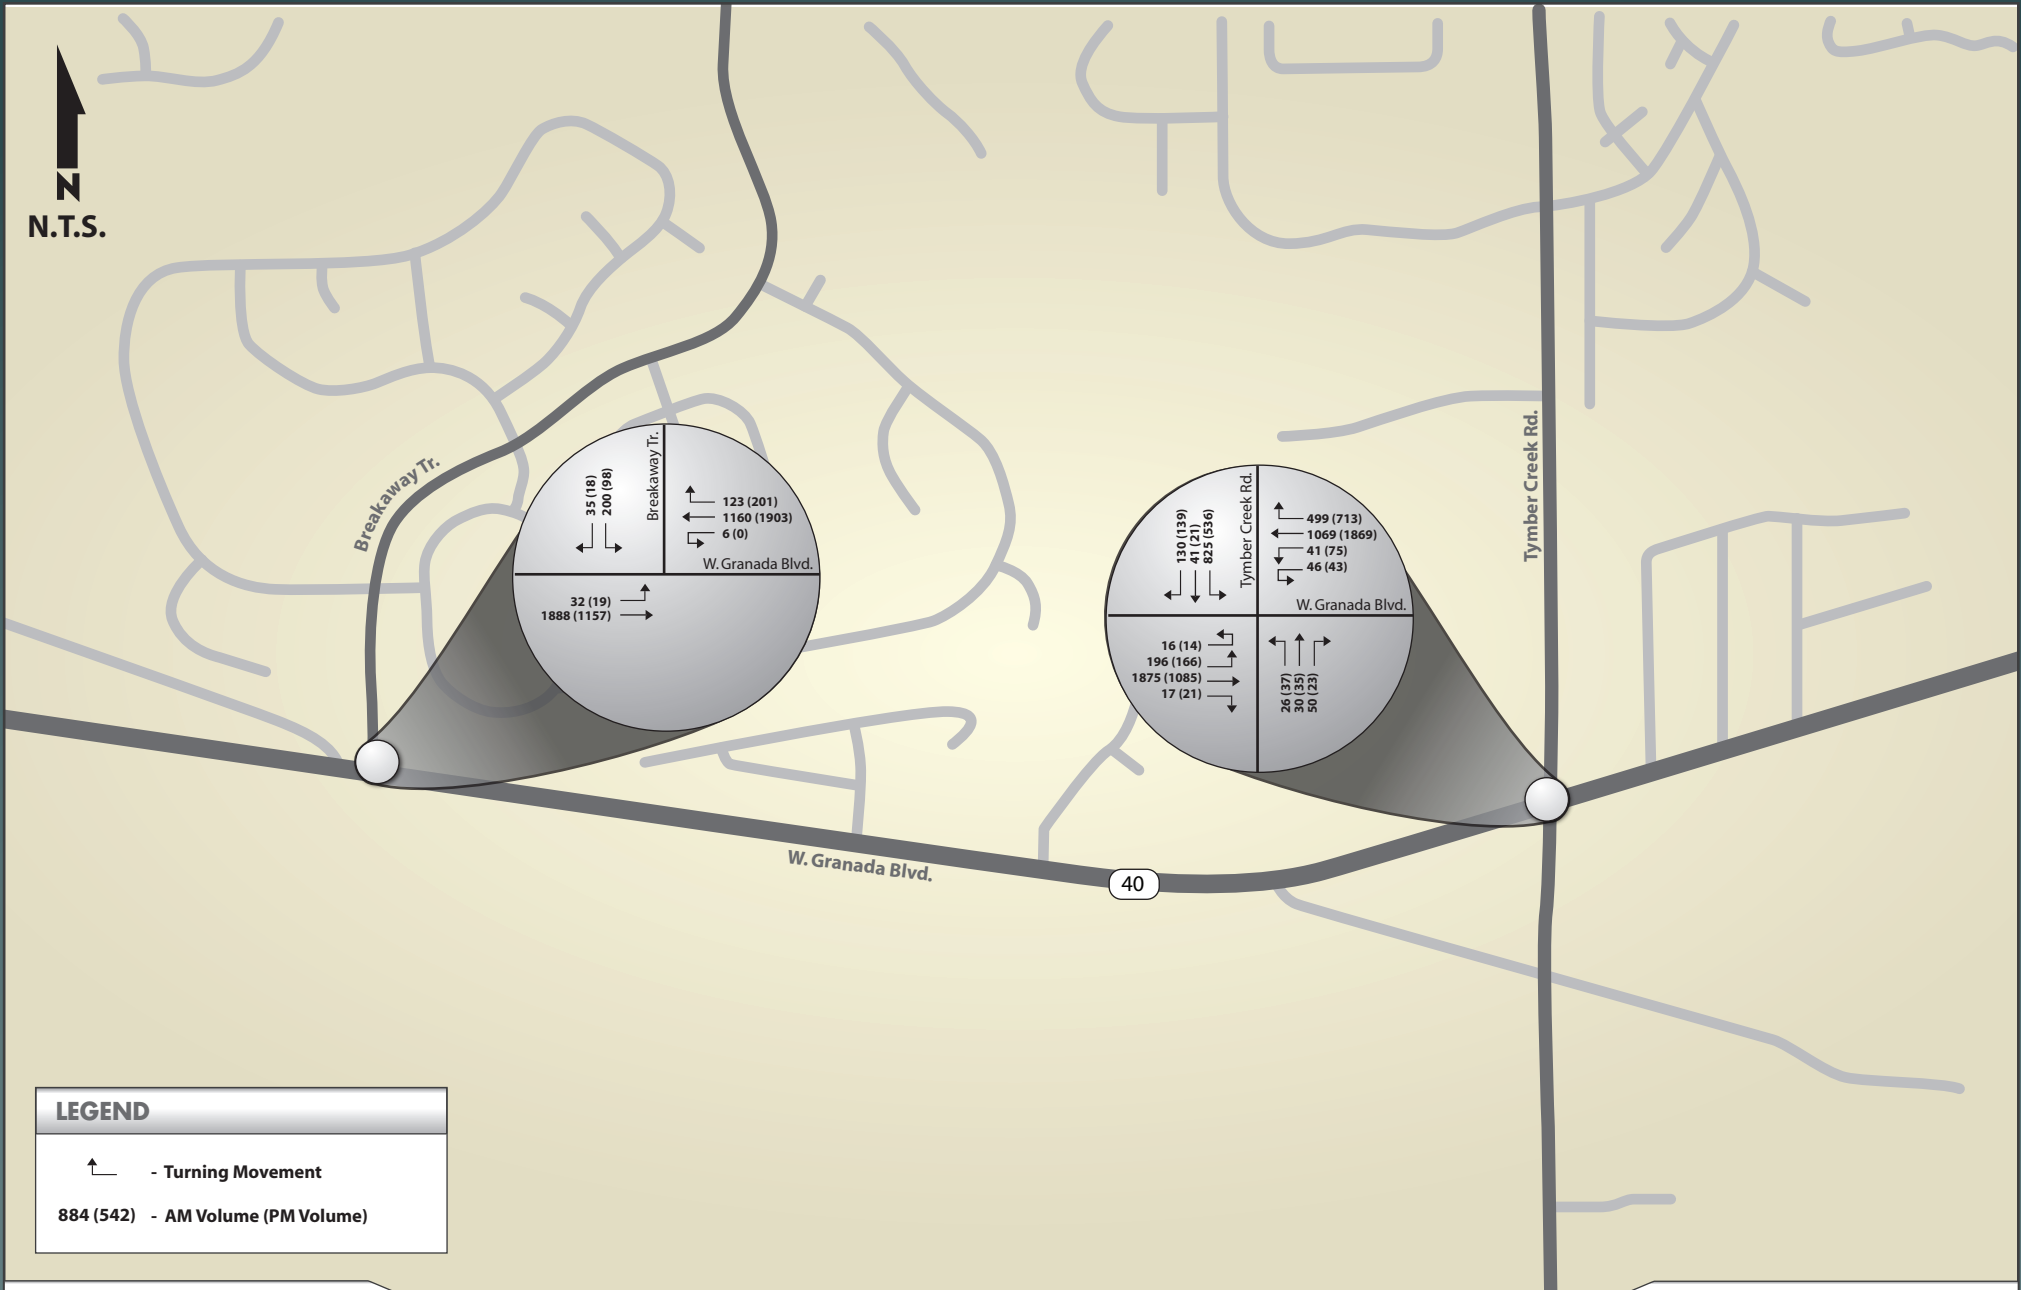 N
N.T.S.
Breakaway Tr.
35 (18)
200 (98)
Breakaway Tr.
123 (201)
1160 (1903)
6 (0)
W. Granada Blvd.
32 (19)
1888 (1157)
130 (139)
41 (21)
825 (536)
Tymber Creek Rd.
499 (713)
1069 (1869)
41 (75)
46 (43)
W. Granada Blvd.
16 (14)
196 (166)
1875 (1085)
17 (21)
26 (37)
30 (35)
50 (23)
Tymber Creek Rd.
W. Granada Blvd.
40
LEGEND
- Turning Movement
884 (542) - AM Volume (PM Volume)